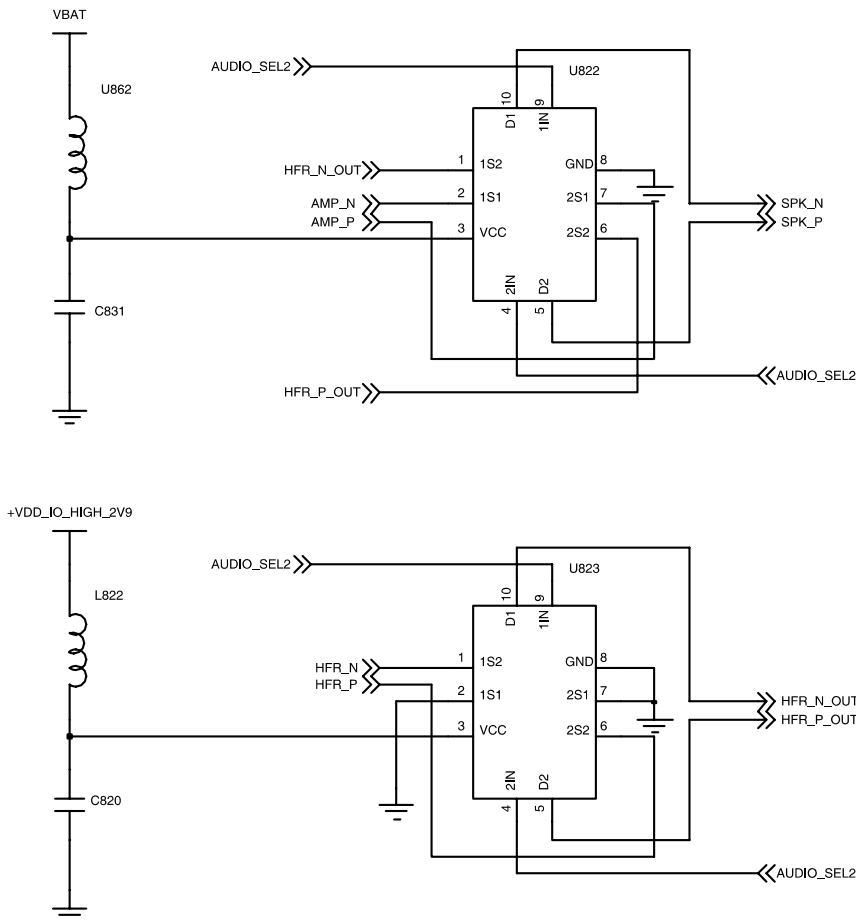 VBAT
U862
AUDIO_SEL2
U822
10
9
D1
1IN
HFR_N_OUT
1
1S2
GND
8
AMP_N
2
1S1
2S1
7
SPK_N
AMP_P
SPK_P
3
VCC
2S2
6
2IN
D2
4
5
C831
AUDIO_SEL2
HFR_P_OUT
+VDD_IO_HIGH_2V9
L822
AUDIO_SEL2
U823
10
9
D1
1IN
HFR_N
1
1S2
GND
8
HFR_P
2
1S1
2S1
7
HFR_N_OUT
HFR_P_OUT
3
VCC
2S2
6
2IN
D2
4
5
C820
AUDIO_SEL2